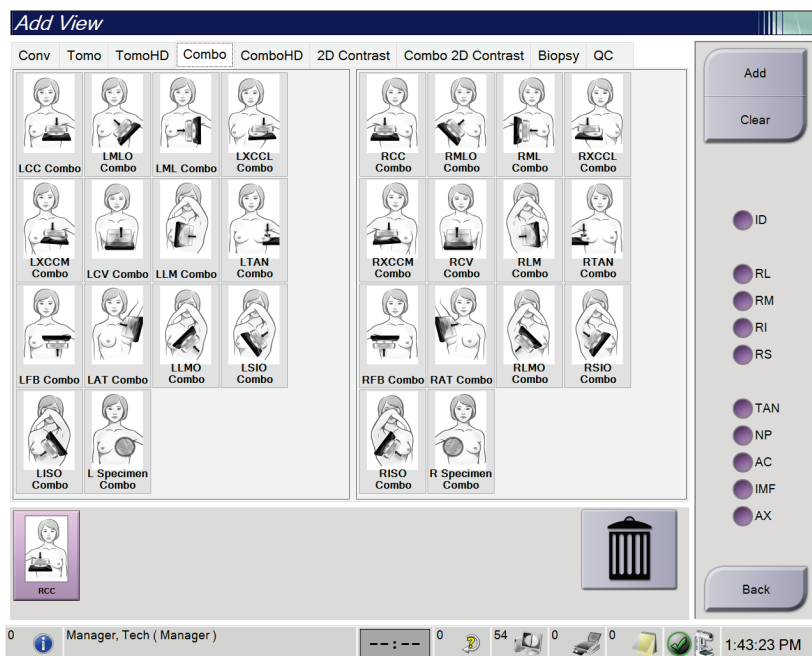 Add View
Conv Tomo TomoHD Combo ComboHD 2D Contrast Combo 2D Contrast Biopsy QC
LCC Combo
LMLO
Combo
LML Combo
LXCCL
Combo
RCC
Combo
RMLO
Combo
RML
Combo
RXCCL
Combo
LXCCM
Combo
LCV Combo
LLM Combo
LTAN
Combo
RXCCM
Combo
RCV
Combo
RLM
Combo
RTAN
Combo
LFB Combo
LAT Combo
LLMO
Combo
LSIO
Combo
RFB Combo
RAT Combo
RLMO
Combo
RSIO
Combo
LISO
Combo
L Specimen
Combo
RISO
Combo
R Specimen
Combo
RCC
Add
Clear
ID
RL
RM
RI
RS
TAN
NP
AC
IMF
AX
Back
0 Manager, Tech ( Manager ) --:-- 0 54 0 0 1:43:23 PM